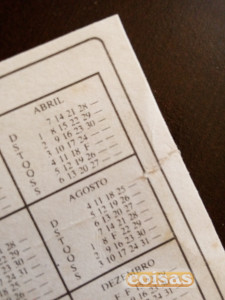 ABRIL
D 7 14 21 28 —
S 1 8 15 22 29 —
T 2 9 16 23 30 —
Q 3 10 17 24 — —
Q 4 11 18 F — —
S 5 12 19 26 — —
S 6 13 20 27 — —
AGOSTO
D 4 11 18 25 —
S 5 12 19 26 —
T 6 13 20 27 —
Q 7 14 21 28 —
Q 1 8 F 22 29 —
S 2 9 16 23 30 —
S 3 10 17 24 31 —
DEZEMBRO
coisas